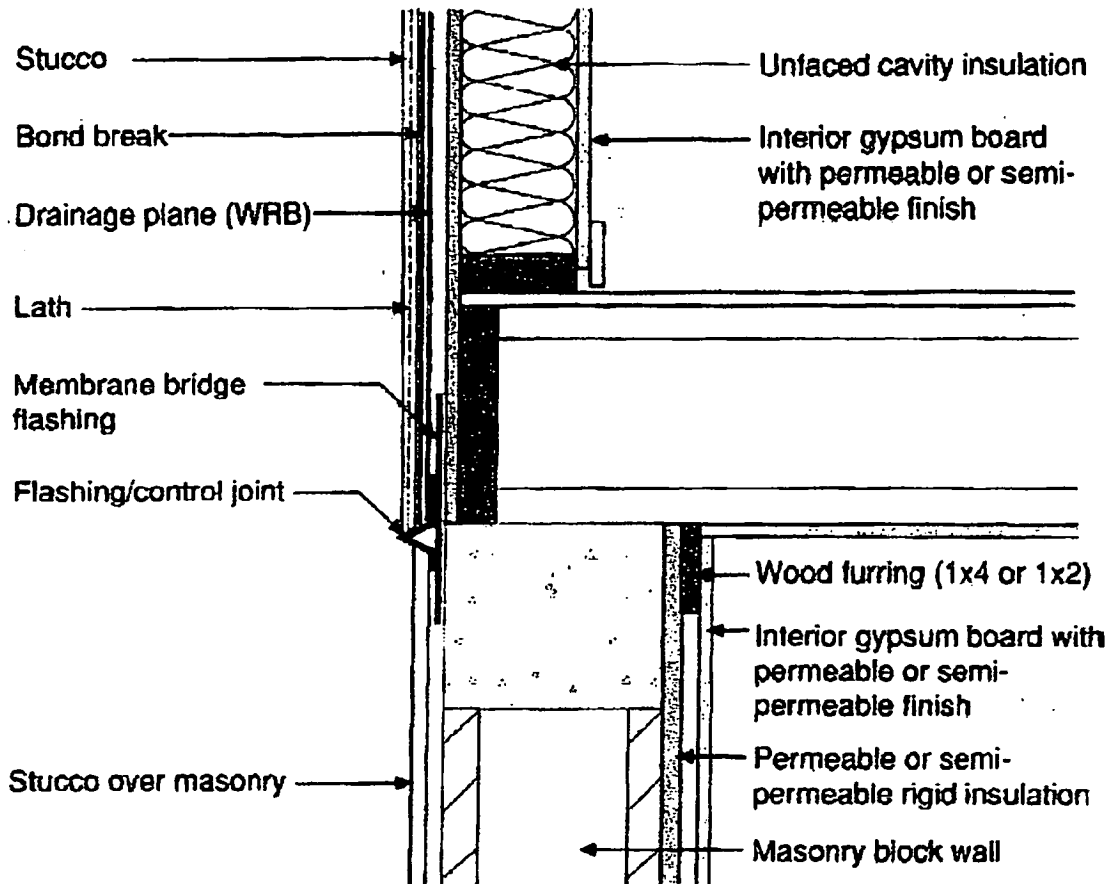 Stucco
Bond break
Drainage plane (WRB)
Lath
Membrane bridge
flashing
Flashing/control joint
Stucco over masonry
Unfaced cavity insulation
Interior gypsum board
with permeable or semi-
permeable finish
Wood furring (1x4 or 1x2)
Interior gypsum board with
permeable or semi-
permeable finish
Permeable or semi-
permeable rigid insulation
Masonry block wall